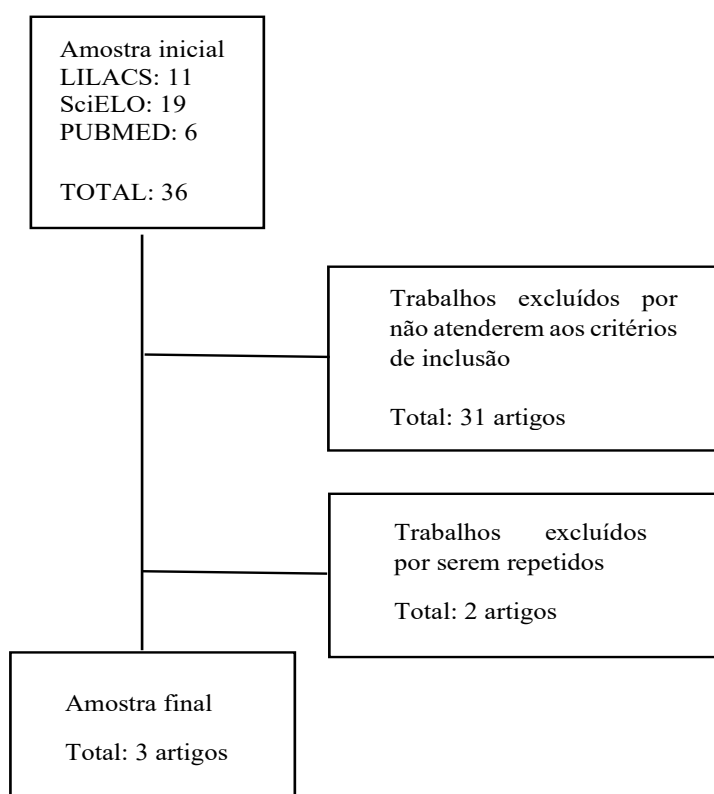 Amostra inicial
LILACS: 11
SciELO: 19
PUBMED: 6
TOTAL: 36
Trabalhos excluídos por
não atenderem aos critérios
de inclusão
Total: 31 artigos
Trabalhos excluídos
por serem repetidos
Total: 2 artigos
Amostra final
Total: 3 artigos